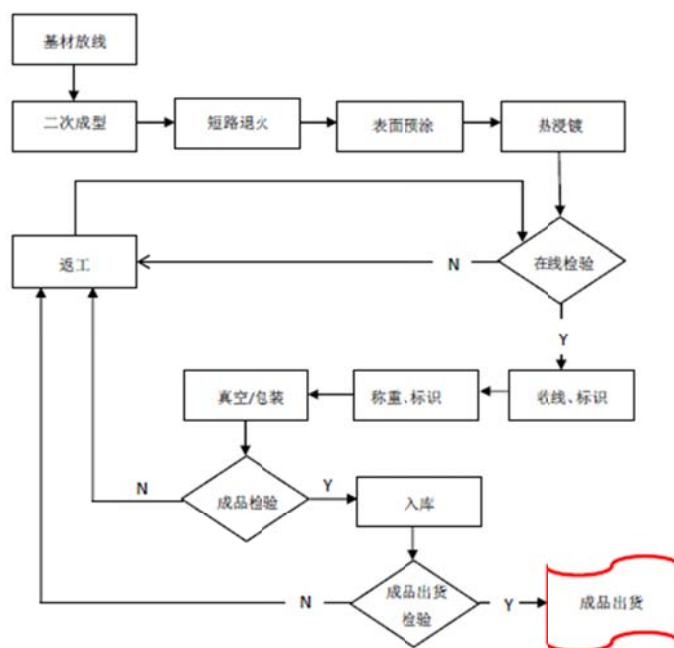 基材放线
二次成型
短路退火
表面预涂
热浸镀
返工
N
在线检验
Y
真空/包装
称重、标识
收线、标识
N
成品检验
Y
入库
N
成品出货
检验
Y
成品出货